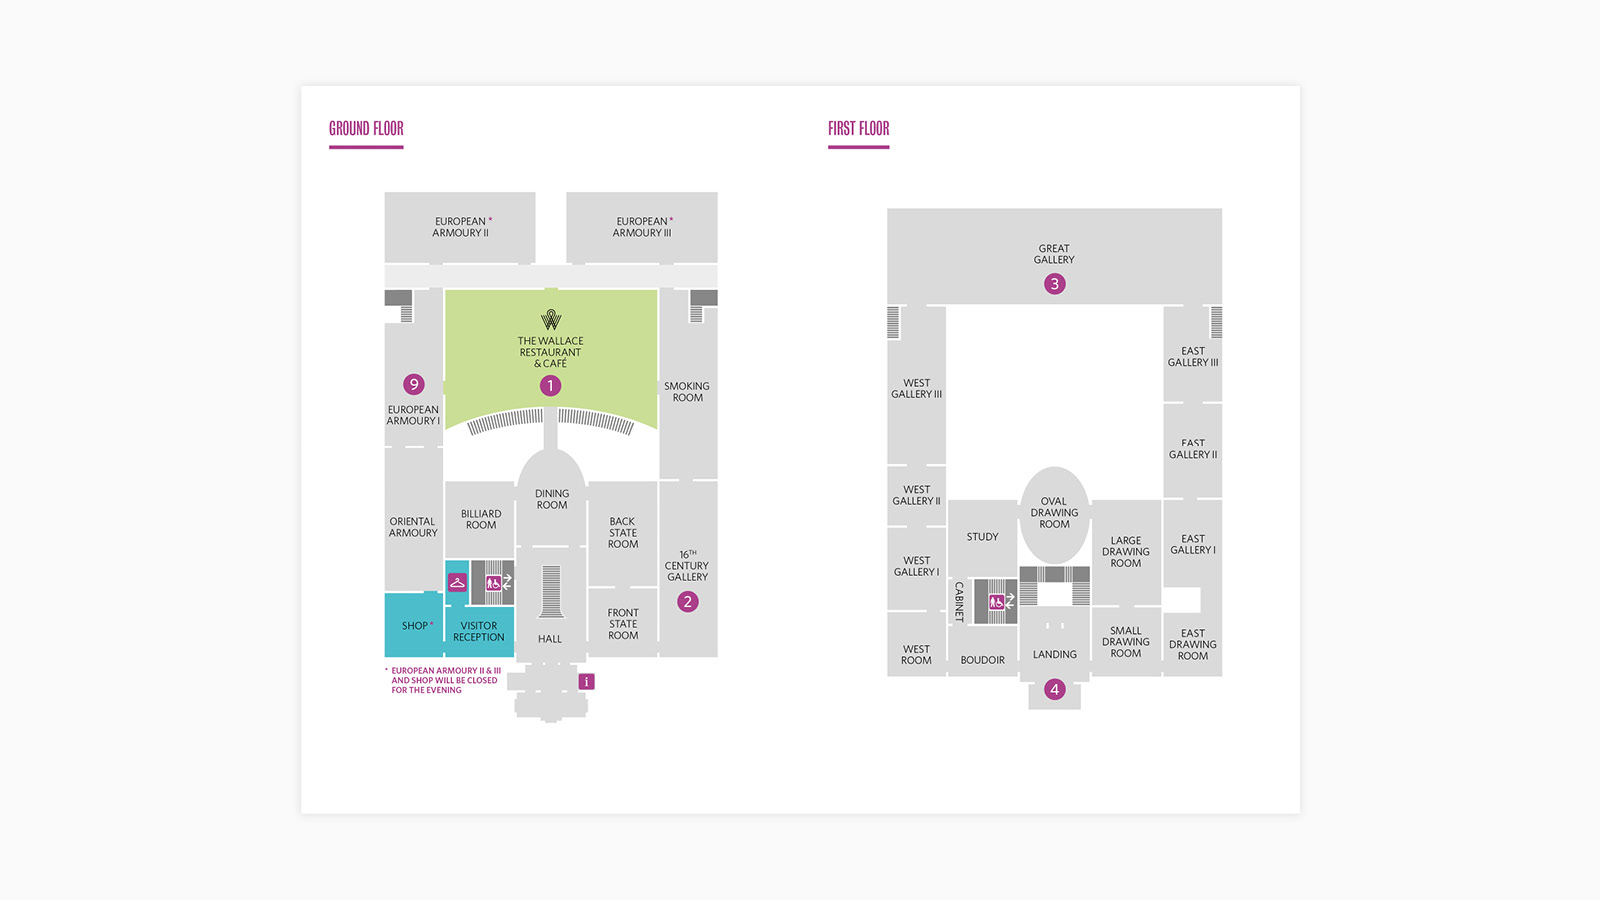 GROUND FLOOR
EUROPEAN *
ARMOURY II
EUROPEAN *
ARMOURY III
THE WALLACE
RESTAURANT
& CAFÉ
1
9
EUROPEAN
ARMOURY I
SMOKING
ROOM
DINING
ROOM
BILLIARD
ROOM
ORIENTAL
ARMOURY
BACK
STATE
ROOM
16TH
CENTURY
GALLERY
2
SHOP *
VISITOR
RECEPTION
HALL
FRONT
STATE
ROOM
* EUROPEAN ARMOURY II & III
AND SHOP WILL BE CLOSED
FOR THE EVENING
i
FIRST FLOOR
GREAT
GALLERY
3
WEST
GALLERY III
EAST
GALLERY III
EAST
GALLERY II
WEST
GALLERY II
OVAL
DRAWING
ROOM
STUDY
LARGE
DRAWING
ROOM
EAST
GALLERY I
WEST
GALLERY I
CABINET
WEST
ROOM
BOUDOIR
LANDING
4
SMALL
DRAWING
ROOM
EAST
DRAWING
ROOM